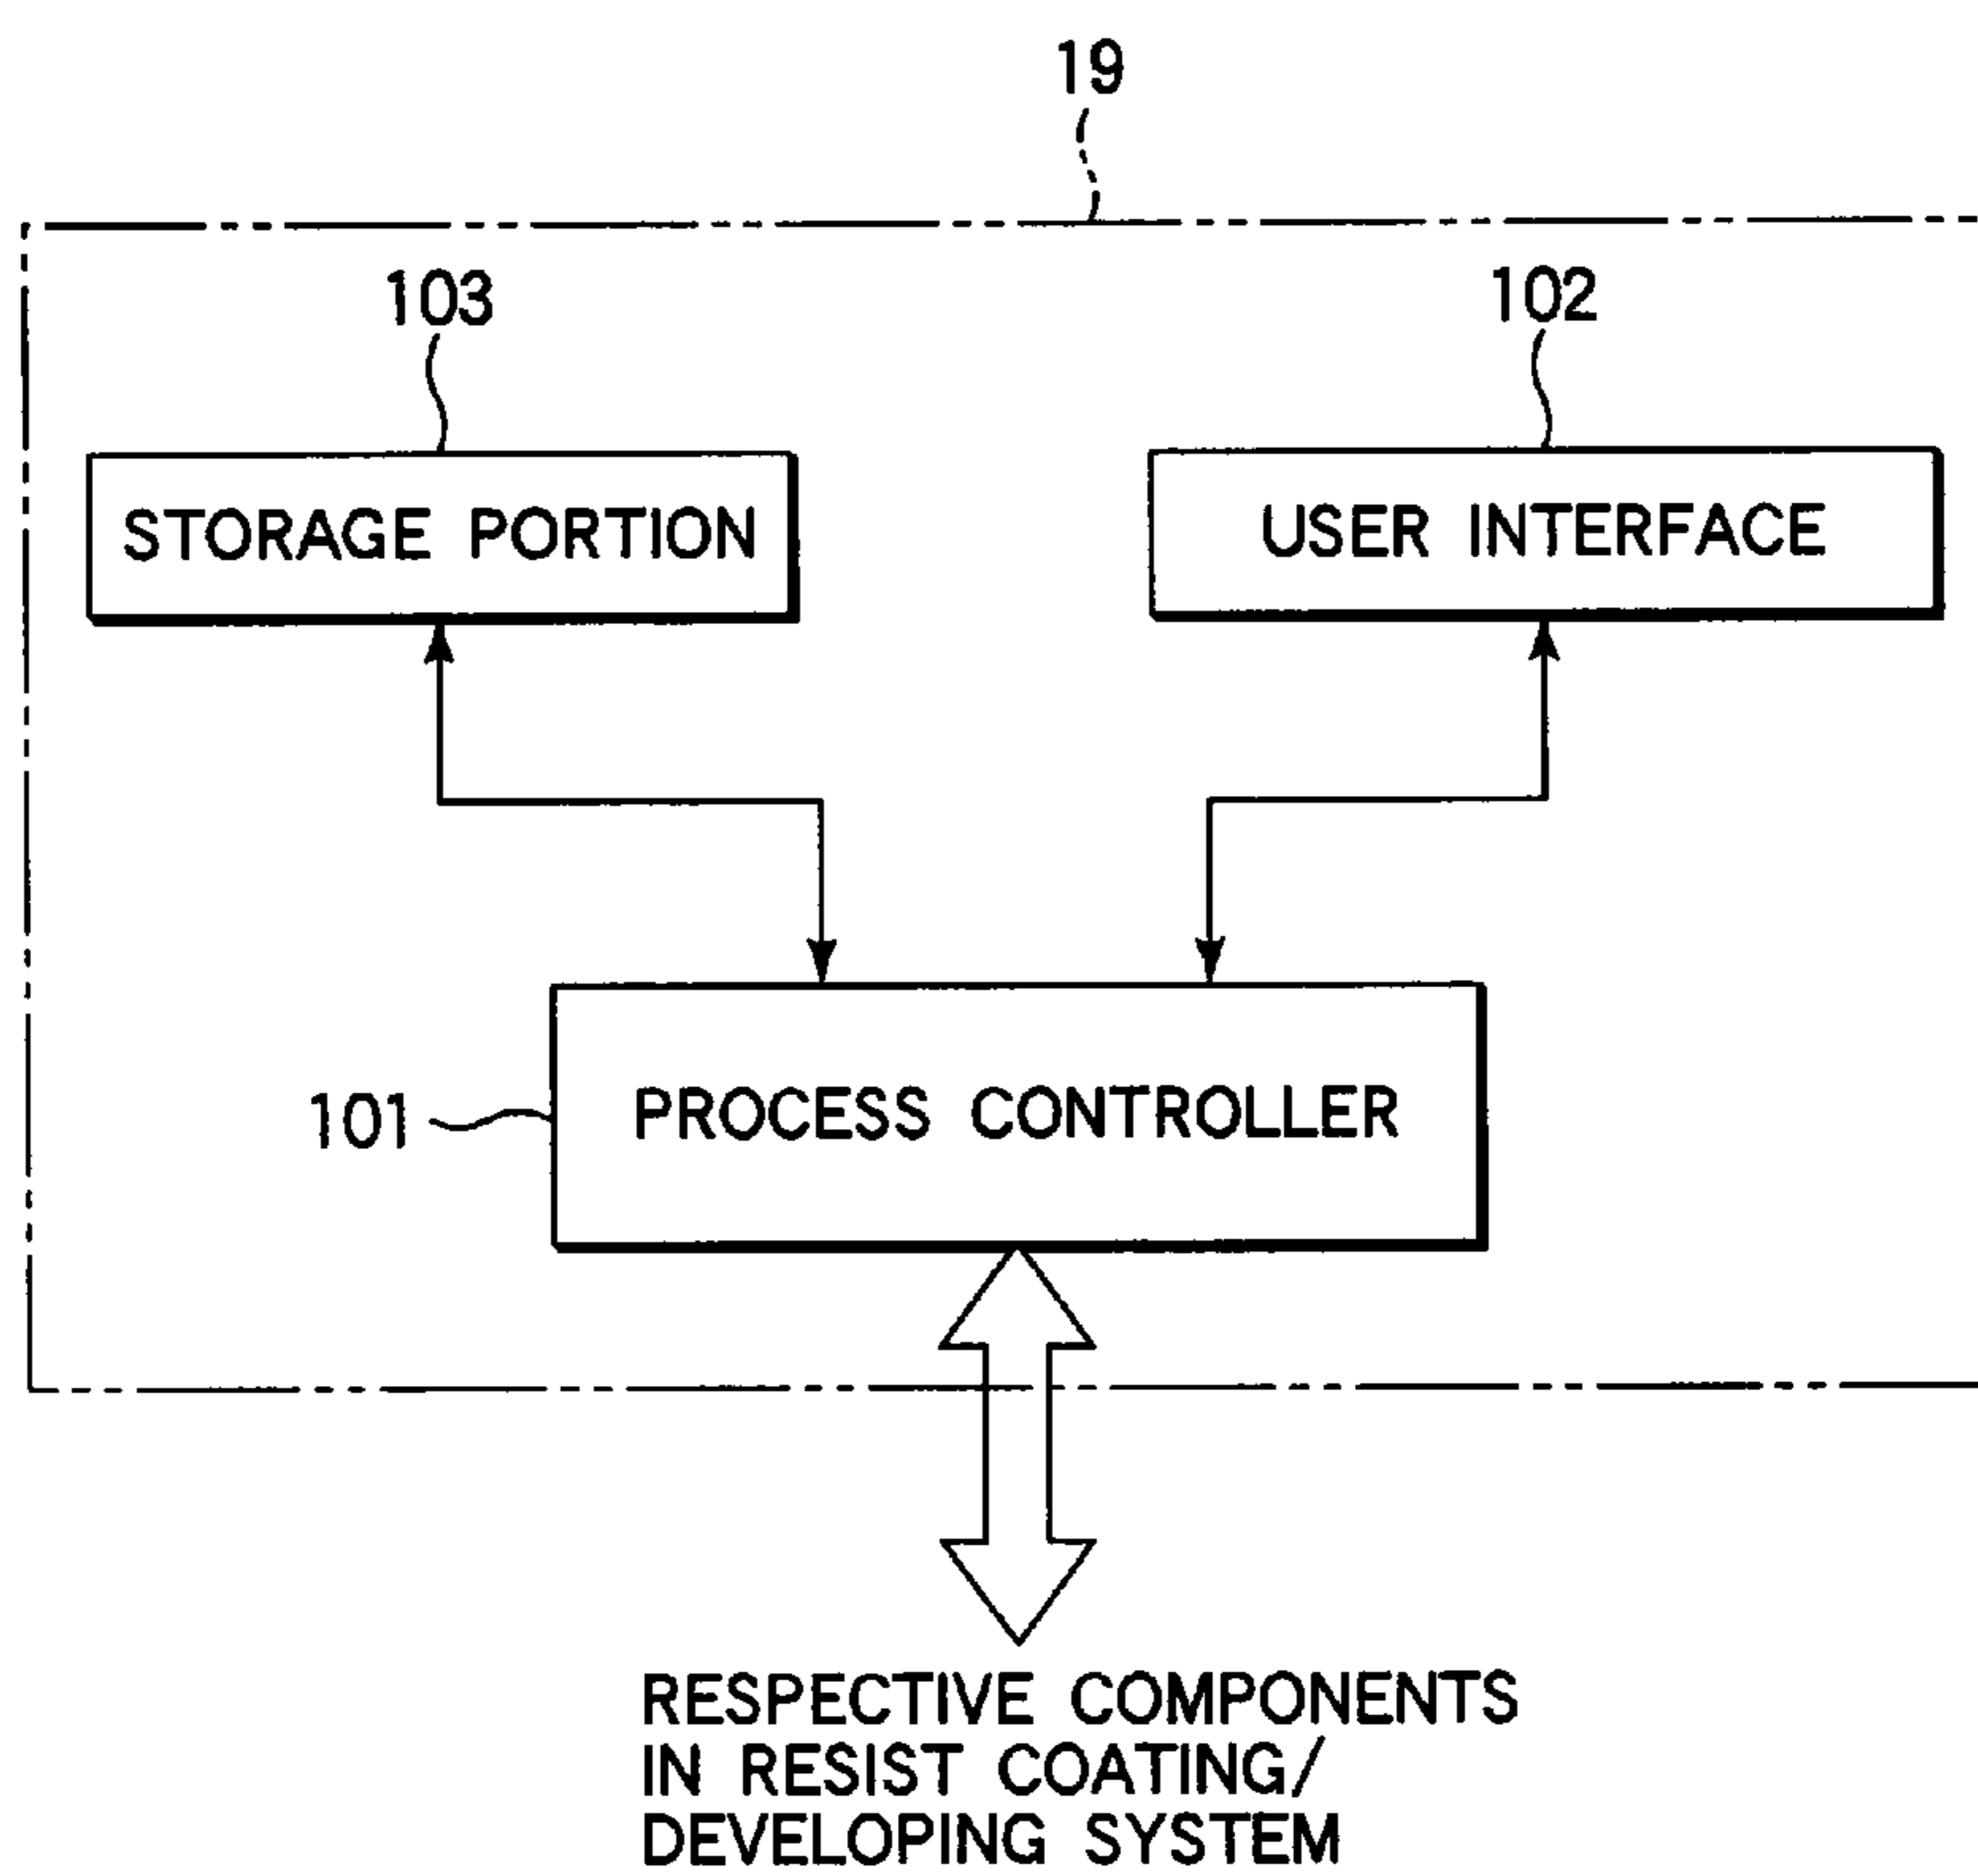 19
103
102
STORAGE PORTION
USER INTERFACE
101
PROCESS CONTROLLER
RESPECTIVE COMPONENTS
IN RESIST COATING/
DEVELOPING SYSTEM